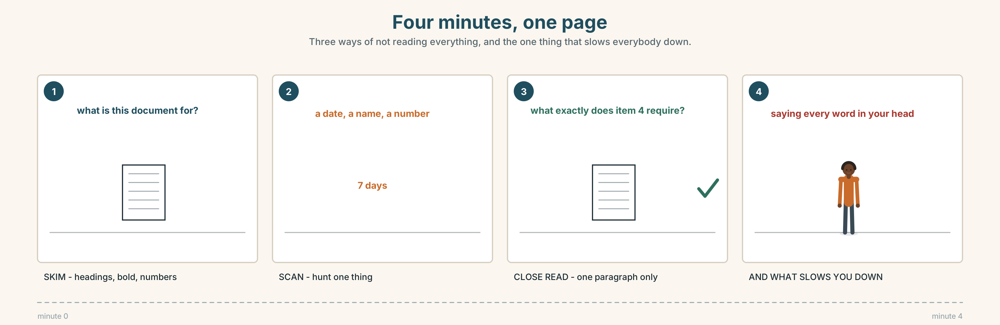 Four minutes, one page
Three ways of not reading everything, and the one thing that slows everybody down.
1
what is this document for?
SKIM - headings, bold, numbers
2
a date, a name, a number
7 days
SCAN - hunt one thing
3
what exactly does item 4 require?
CLOSE READ - one paragraph only
4
saying every word in your head
AND WHAT SLOWS YOU DOWN
minute 0
minute 4